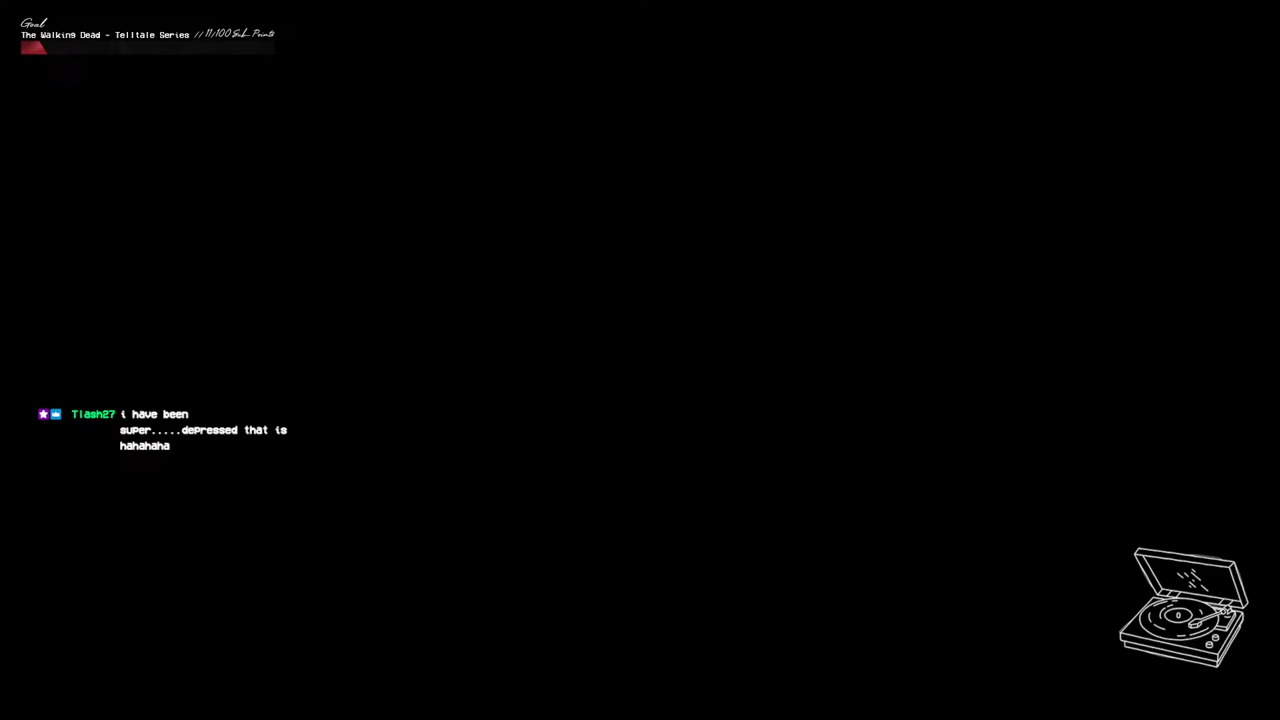 Goal
The Walking Dead - Telltale Series // 11/100 Sub Points
Tlash27 i have been
super.....depressed that is
hahahaha